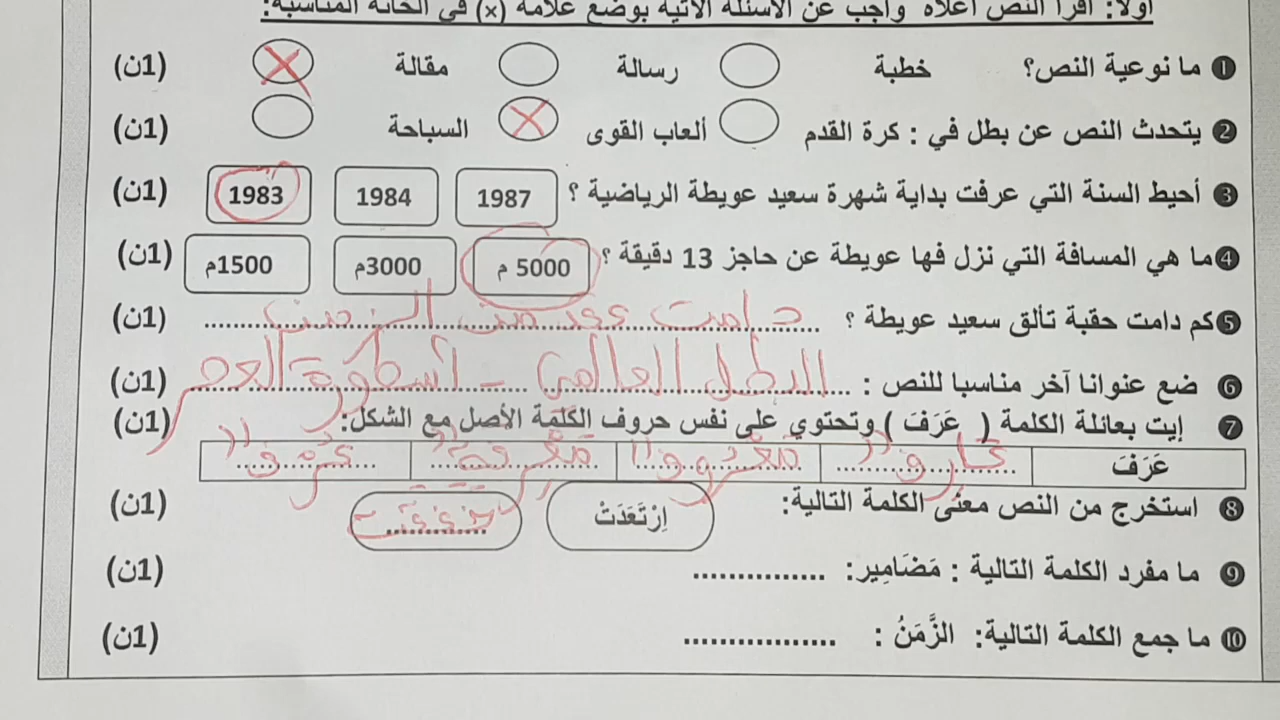 أولا: اقرأ النص أعلاه وأجب عن الأسئلة الآتية بوضع علامة (x) في الخانة المناسبة:
❶ ما نوعية النص؟ خطبة رسالة مقالة (1ن)
❷ يتحدث النص عن بطل في : كرة القدم ألعاب القوى السباحة (1ن)
❸ أحيط السنة التي عرفت بداية شهرة سعيد عويطة الرياضية ؟ 1987 1984 1983 (1ن)
❹ ما هي المسافة التي نزل فها عويطة عن حاجز 13 دقيقة ؟ 5000 م 3000م 1500م (1ن)
❺ كم دامت حقبة تألق سعيد عويطة ؟ دامت عقد من الزمن (1ن)
❻ ضع عنوانا آخر مناسبا للنص : البطل العالمي - أسطورة العصر (1ن)
❼ إيت بعائلة الكلمة ( عَرَفَ ) وتحتوي على نفس حروف الكلمة الأصل مع الشكل: (1ن)
عَرَفَ عارف مَعْروف مَعْرِفة عُرْف
❽ استخرج من النص معنى الكلمة التالية: اِرْتَعَدَتْ (1ن)
❾ ما مفرد الكلمة التالية : مَضَامِير: ............... (1ن)
❿ ما جمع الكلمة التالية: الزَّمَنُ : ................. (1ن)